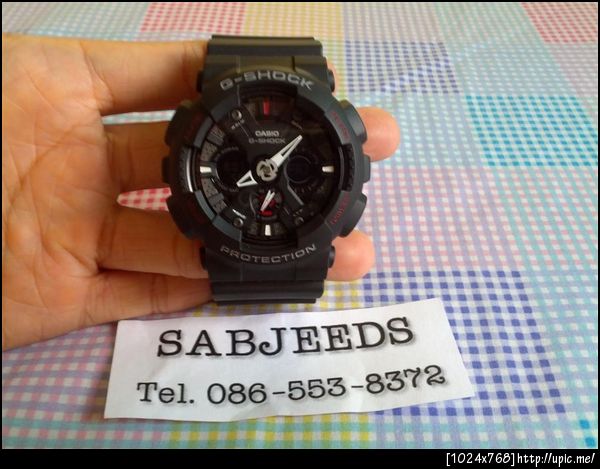 G-SHOCK
CASIO
G-SHOCK
PROTECTION
SABJEEDS
Tel. 086-553-8372
[1024x768]http://upic.me/